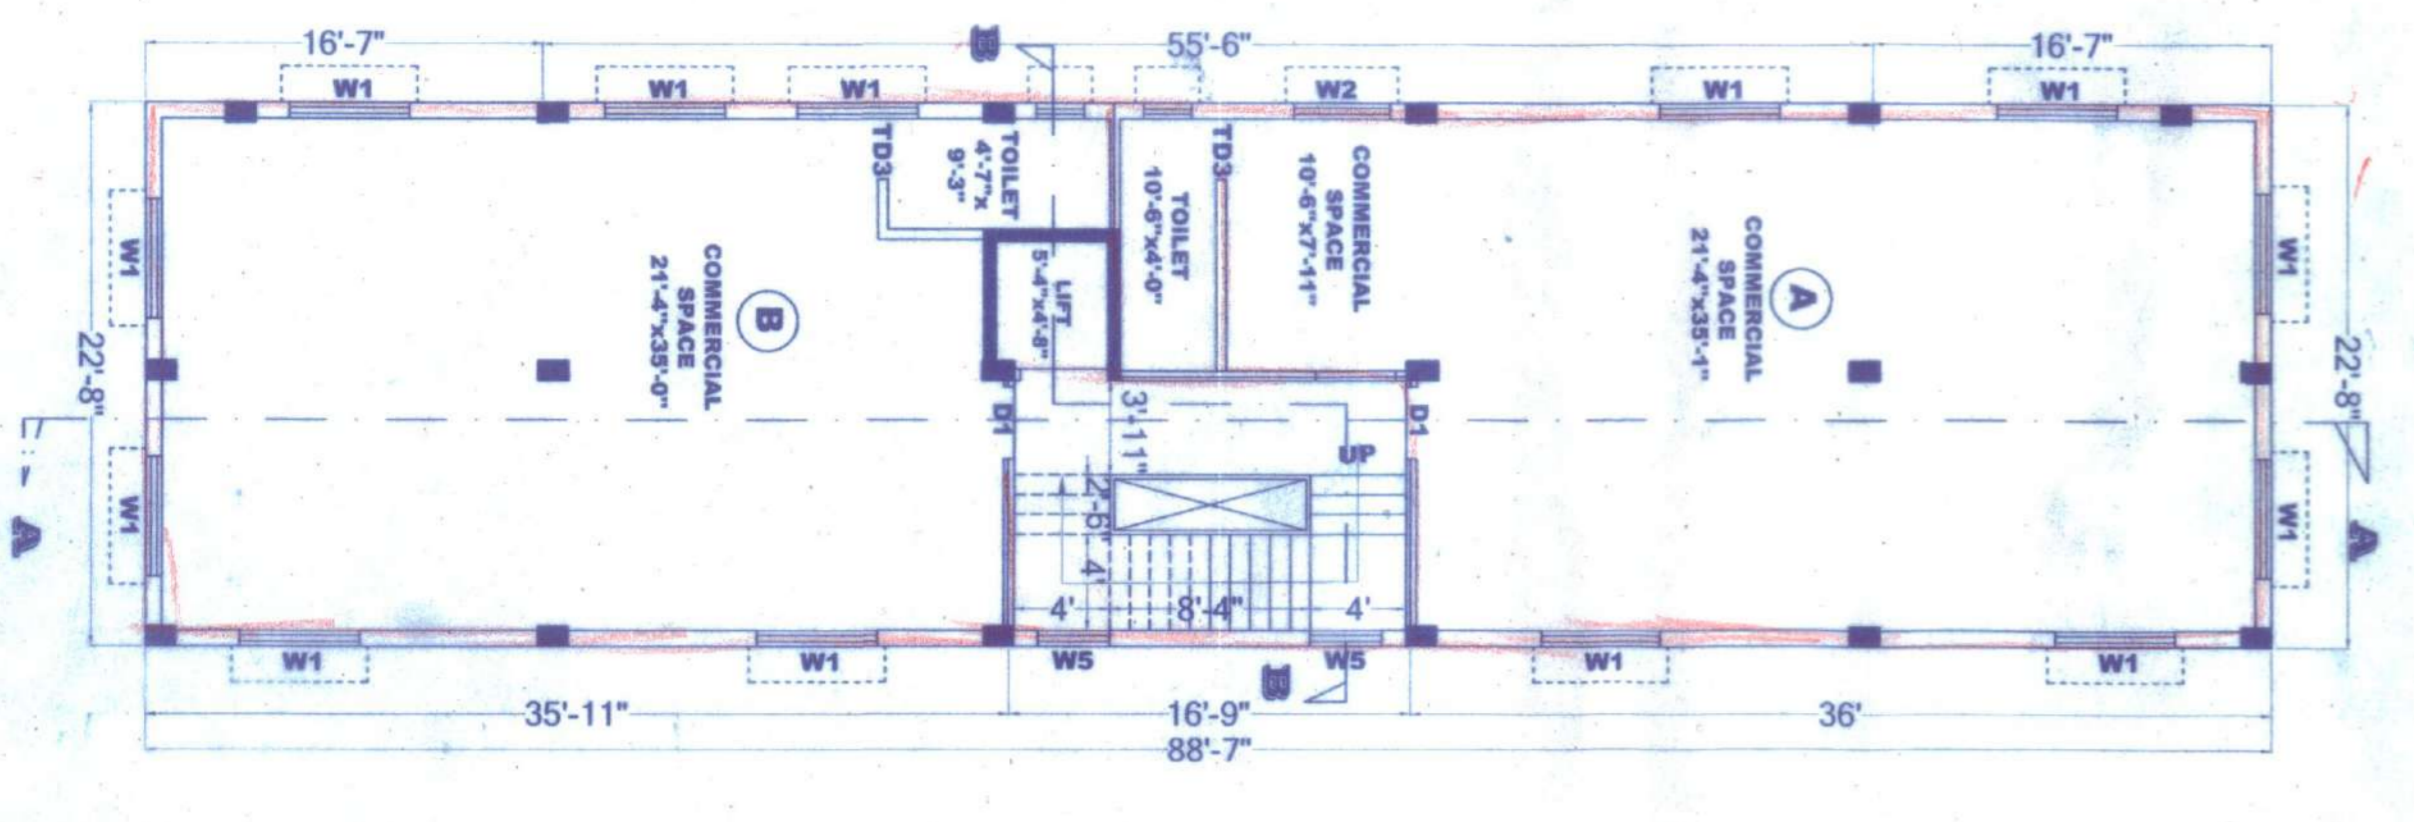 16'-7"
55'-6"
16'-7"
B
W1
W1
W1
W2
W1
W1
TD3
TOILET
4'-7"x
9'-3"
TOILET
10'-6"x4'-0"
TD3
COMMERCIAL
SPACE
10'-6"x7'-11"
COMMERCIAL
SPACE
21'-4"x35'-1"
A
W1
W1
COMMERCIAL
SPACE
21'-4"x35'-0"
B
LIFT
5'-4"x4'-8"
22'-8"
22'-8"
D1
3'-11"
D1
UP
2'-6"
4'
A
W1
W1
A
4'
8'-4"
4'
W1
W1
W5
W5
W1
W1
B
35'-11"
16'-9"
36'
88'-7"